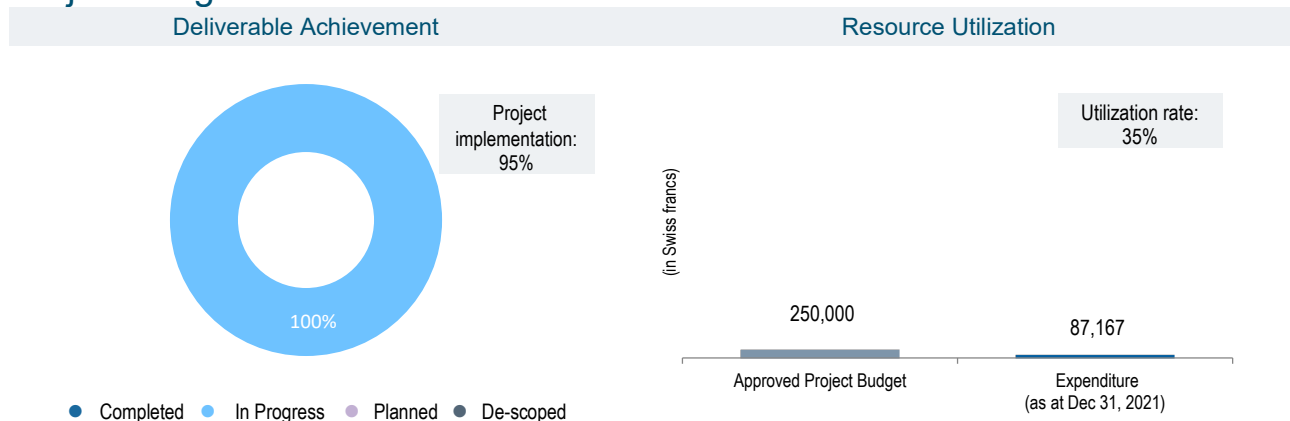 Deliverable Achievement
Resource Utilization
Project
implementation:
95%
Utilization rate:
35%
(in Swiss francs)
100%
250,000
87,167
Approved Project Budget
Expenditure
(as at Dec 31, 2021)
Completed
In Progress
Planned
De-scoped